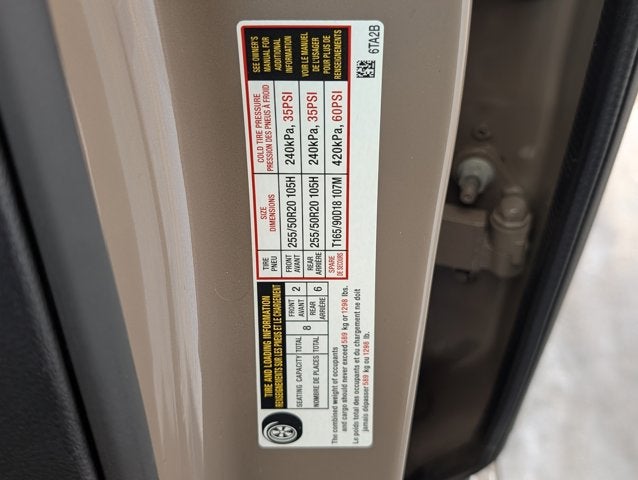 TIRE AND LOADING INFORMATION
RENSEIGNEMENTS SUR LES PNEUS ET LE CHARGEMENT
SEATING CAPACITY TOTAL 8 FRONT AVANT 2
NOMBRE DE PLACES TOTAL REAR ARRIÈRE 6
The combined weight of occupants
and cargo should never exceed 589 kg or 1298 lbs.
Le poids total des occupants et du chargement ne doit
jamais dépasser 589 kg ou 1298 lb.
TIRE PNEU
SIZE DIMENSIONS
COLD TIRE PRESSURE
PRESSION DES PNEUS À FROID
FRONT AVANT 255/50R20 105H 240kPa, 35PSI
REAR ARRIÈRE 255/50R20 105H 240kPa, 35PSI
SPARE DE SECOURS T165/90D18 107M 420kPa, 60PSI
SEE OWNER'S
MANUAL FOR
ADDITIONAL
INFORMATION
VOIR LE MANUEL
DE L'USAGER
POUR PLUS DE
RENSEIGNEMENTS
6TA2B